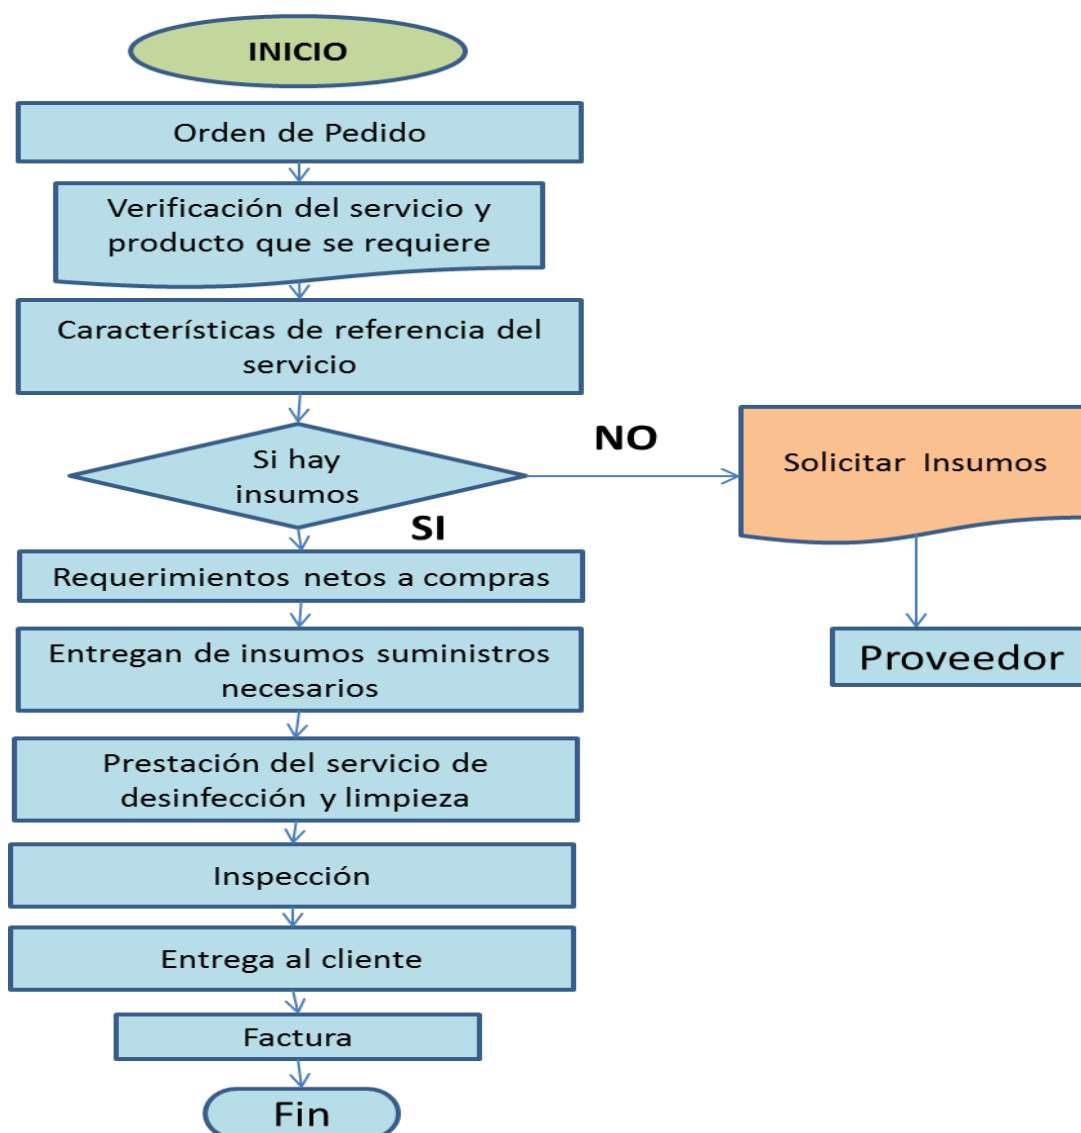 INICIO
Orden de Pedido
Verificación del servicio y
producto que se requiere
Características de referencia del
servicio
Si hay
insumos
NO
Solicitar Insumos
SI
Requerimientos netos a compras
Proveedor
Entregan de insumos suministros
necesarios
Prestación del servicio de
desinfección y limpieza
Inspección
Entrega al cliente
Factura
Fin